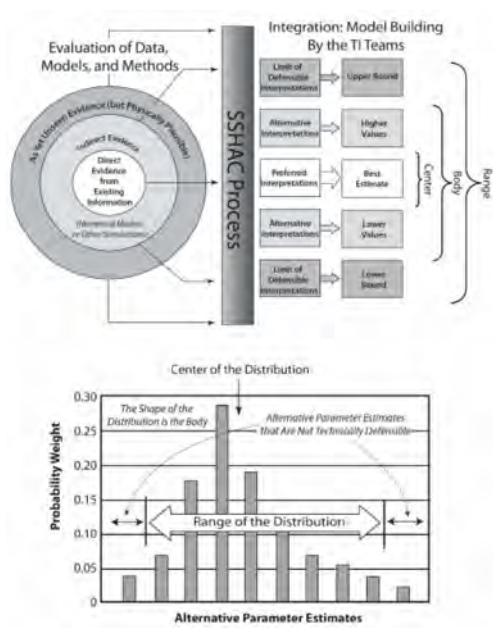 Evaluation of Data,
Models, and Methods
Integration: Model Building
By the TI Teams
As Yet Unseen Evidence (but Physically Plausible)
Indirect Evidence
Direct
Evidence
from
Existing
Information
Theoretical Models
or Other Simulations
SSHAC Process
Limit of
Defensible
Interpretations
Upper Bound
Alternative
Interpretations
Higher
Values
Preferred
Interpretations
Best
Estimate
Alternative
Interpretations
Lower
Values
Limit of
Defensible
Interpretations
Lower
Bound
Center
Body
Range
Center of the Distribution
The Shape of the
Distribution is the Body
Alternative Parameter Estimates
that Are Not Technically Defensible
Range of the Distribution
Probability Weight
0.30
0.25
0.20
0.15
0.10
0.05
0
Alternative Parameter Estimates